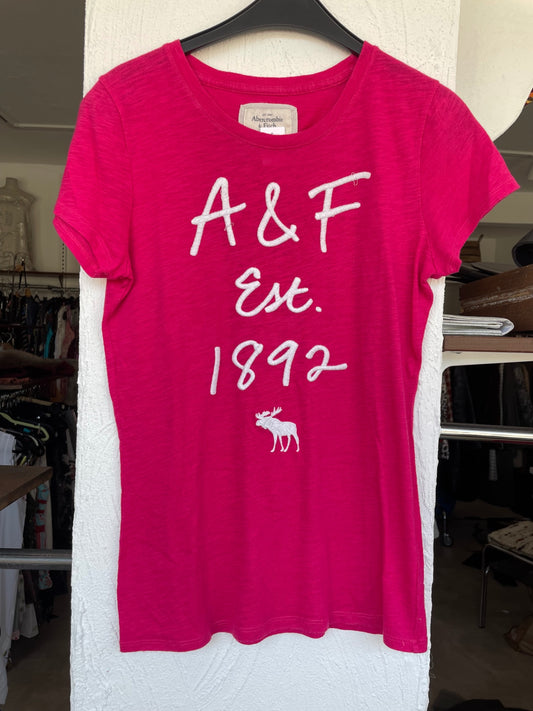 Abercrombie
& Fitch
A & F
Est.
1892